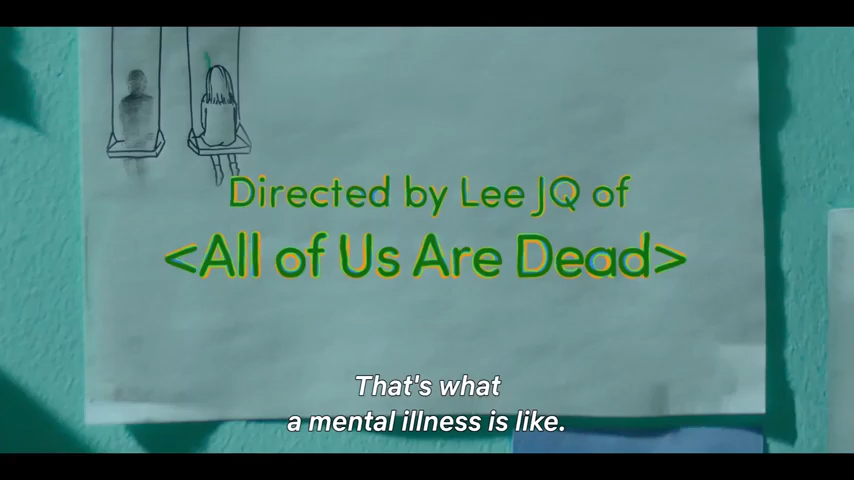 Directed by Lee JQ of
<All of Us Are Dead>
That's what
a mental illness is like.